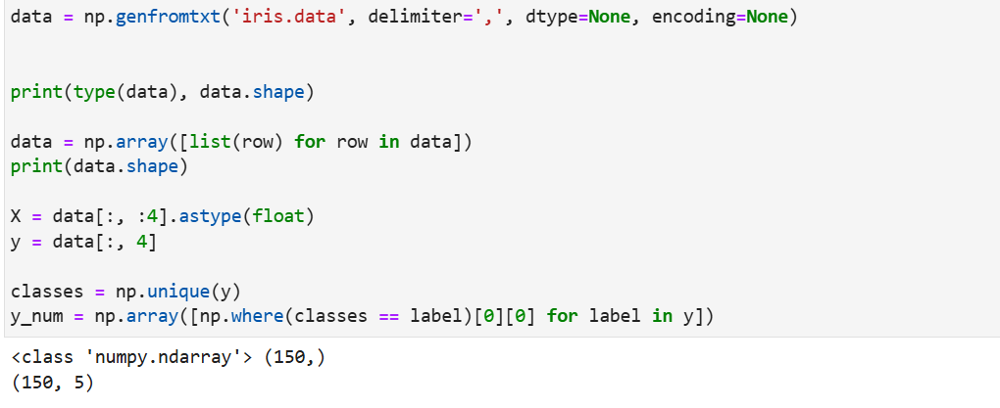 data = np.genfromtxt('iris.data', delimiter=',', dtype=None, encoding=None)
print(type(data), data.shape)
data = np.array([list(row) for row in data])
print(data.shape)
X = data[:, :4].astype(float)
y = data[:, 4]
classes = np.unique(y)
y_num = np.array([np.where(classes == label)[0][0] for label in y])
<class 'numpy.ndarray'> (150,)
(150, 5)